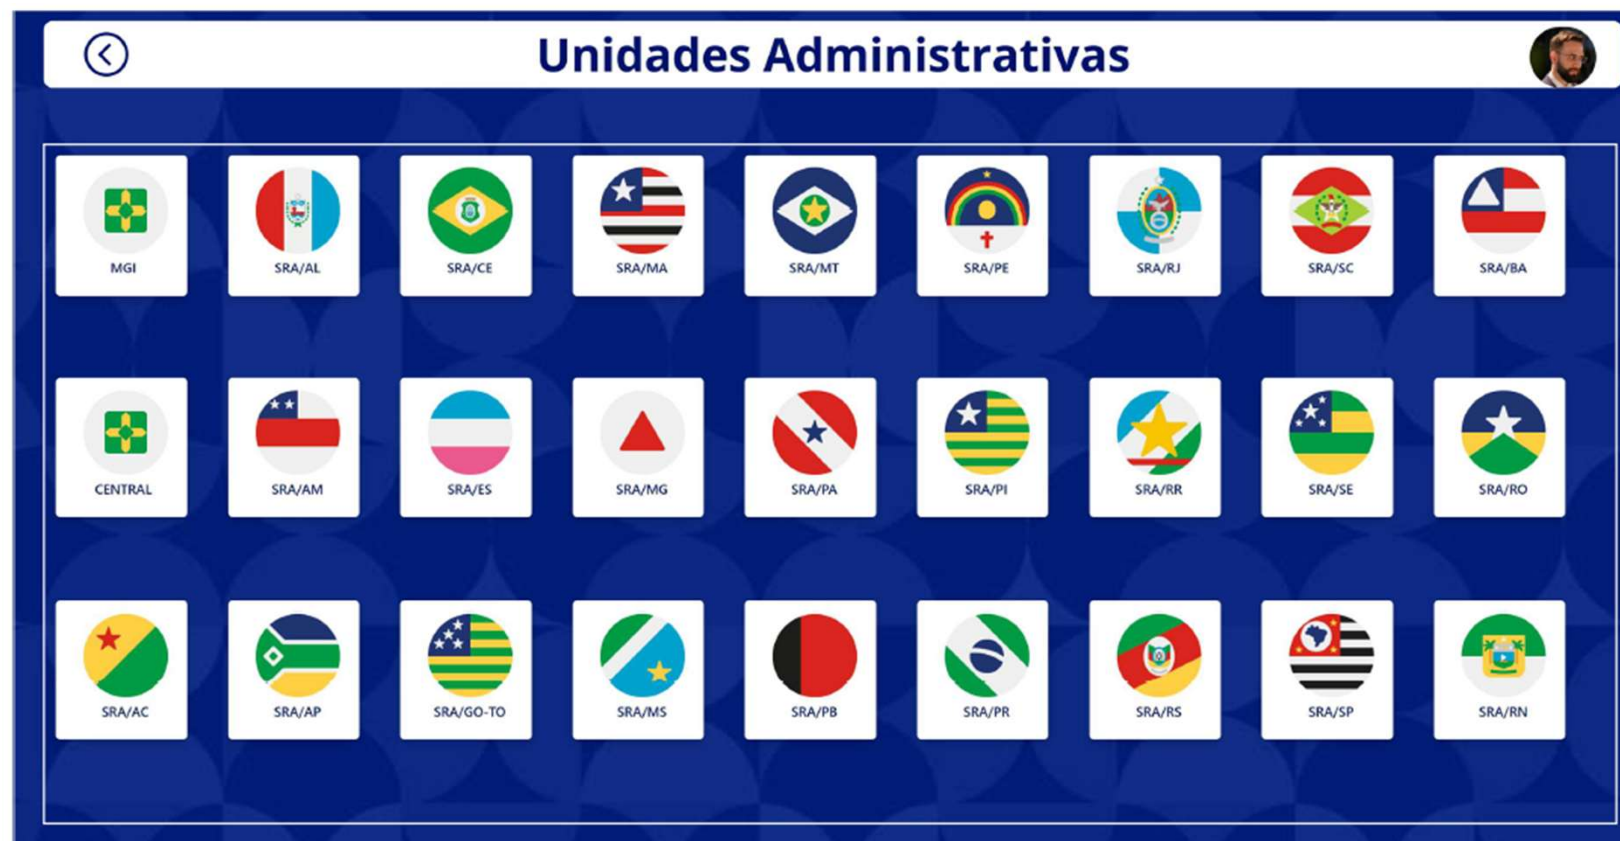 Unidades Administrativas
MGI SRA/AL SRA/CE SRA/MA SRA/MT SRA/PE SRA/RJ SRA/SC SRA/BA
CENTRAL SRA/AM SRA/ES SRA/MG SRA/PA SRA/PI SRA/RR SRA/SE SRA/RO
SRA/AC SRA/AP SRA/GO-TO SRA/MS SRA/PB SRA/PR SRA/RS SRA/SP SRA/RN